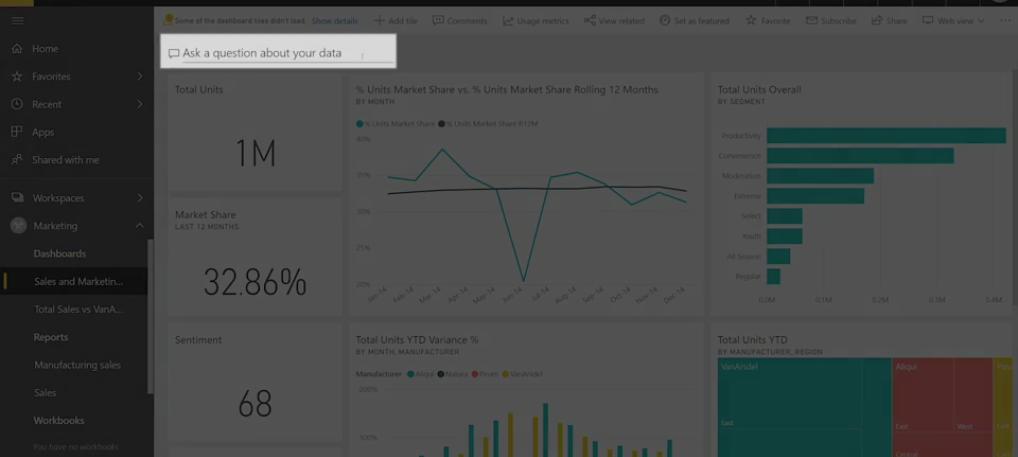 Some of the dashboard tiles didn't load. Show details
Add tile
Comments
Usage metrics
View related
Set as featured
Favorite
Subscribe
Share
Web view
Ask a question about your data
Home
Favorites
Recent
Apps
Shared with me
Workspaces
Marketing
Dashboards
Sales and Marketin...
Total Sales vs VanA...
Reports
Manufacturing sales
Sales
Workbooks
You have no workbooks
Total Units
1M
Market Share
LAST 12 MONTHS
32.86%
Sentiment
68
% Units Market Share vs. % Units Market Share Rolling 12 Months
BY MONTH
% Units Market Share % Units Market Share R12M
40%
35%
30%
25%
20%
Jan-14 Feb-14 Mar-14 Apr-14 May-14 Jun-14 Jul-14 Aug-14 Sep-14 Oct-14 Nov-14 Dec-14
Total Units YTD Variance %
BY MONTH, MANUFACTURER
Manufacturer Aliqui Natura Pirum VanArsdel
200%
100%
Total Units Overall
BY SEGMENT
Productivity
Convenience
Moderation
Extreme
Select
Youth
All Season
Regular
0.0M 0.1M 0.2M 0.3M 0.4M
Total Units YTD
BY MANUFACTURER, REGION
VanArsdel
East
Aliqui
East
West
Central
East